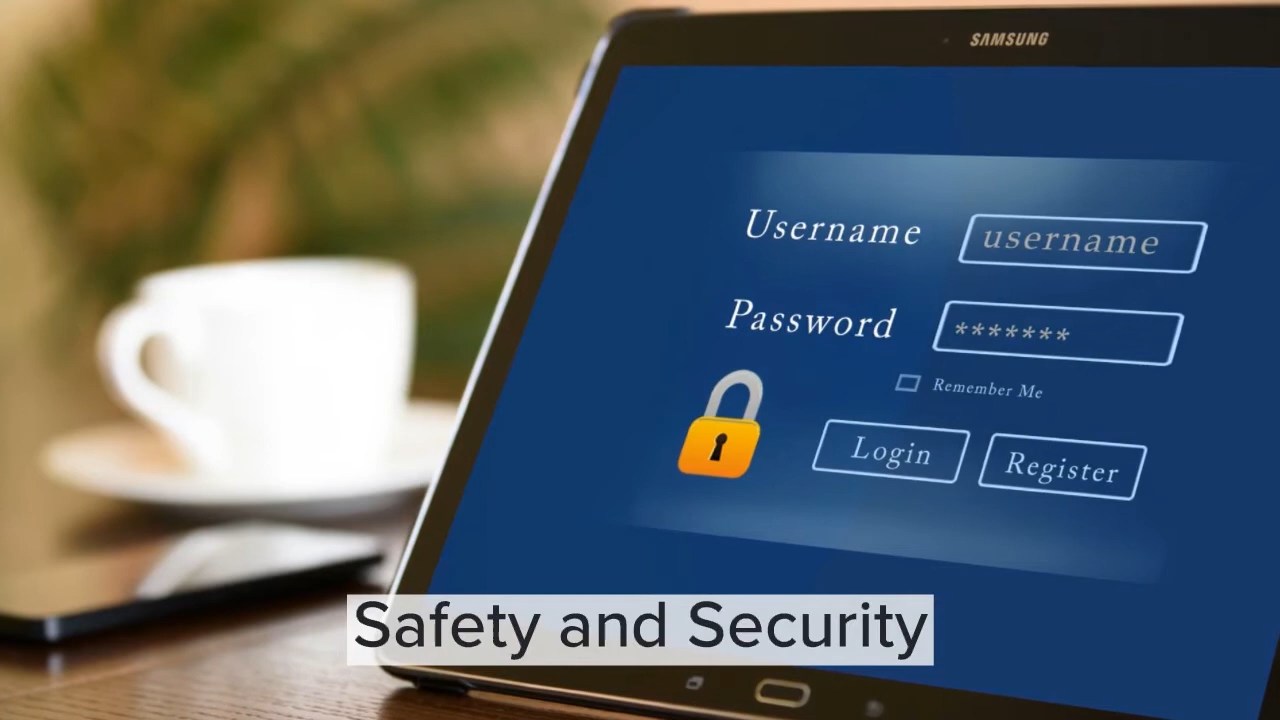 SAMSUNG
Username username
Password *******
Remember Me
Login Register
Safety and Security